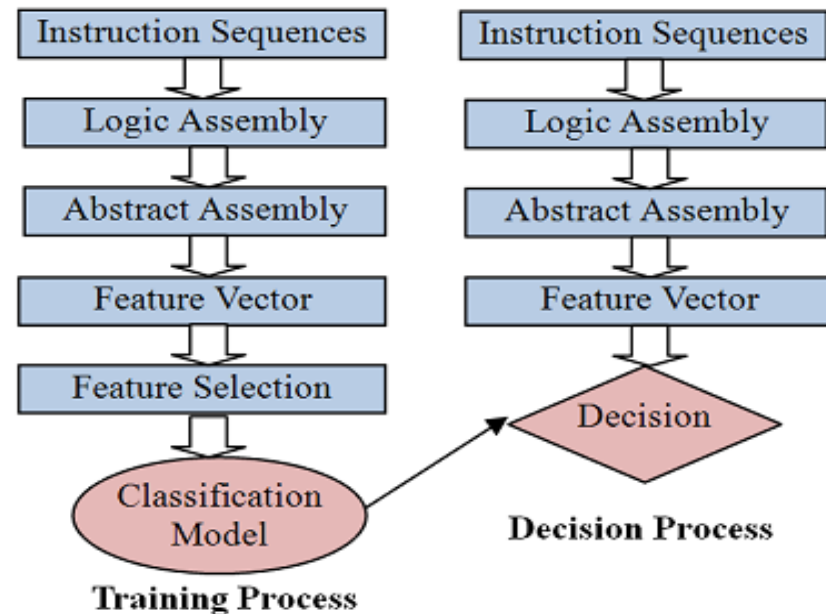 Instruction Sequences
Logic Assembly
Abstract Assembly
Feature Vector
Feature Selection
Classification
Model
Training Process
Instruction Sequences
Logic Assembly
Abstract Assembly
Feature Vector
Decision
Decision Process